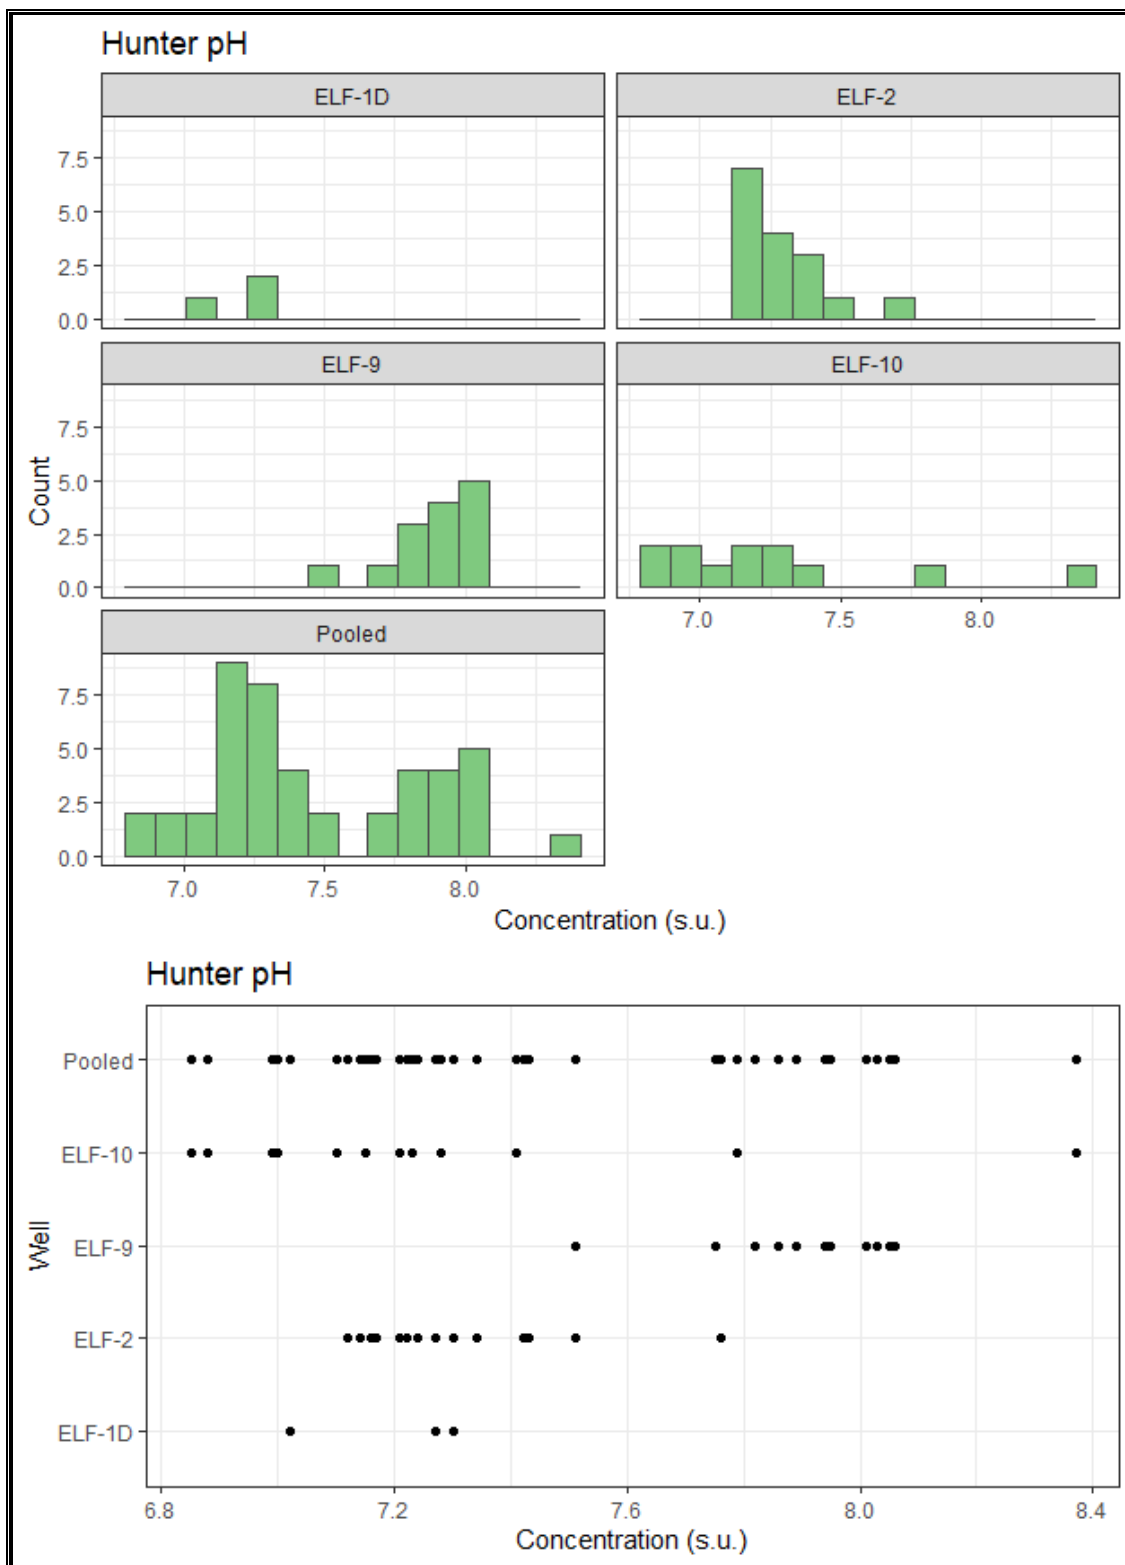 Hunter pH
ELF-1D
ELF-2
7.5
5.0
2.5
0.0
ELF-9
ELF-10
7.5
5.0
2.5
0.0
Count
7.0 7.5 8.0
Pooled
7.5
5.0
2.5
0.0
7.0 7.5 8.0
Concentration (s.u.)
Hunter pH
Pooled
ELF-10
ELF-9
ELF-2
ELF-1D
Well
6.8 7.2 7.6 8.0 8.4
Concentration (s.u.)